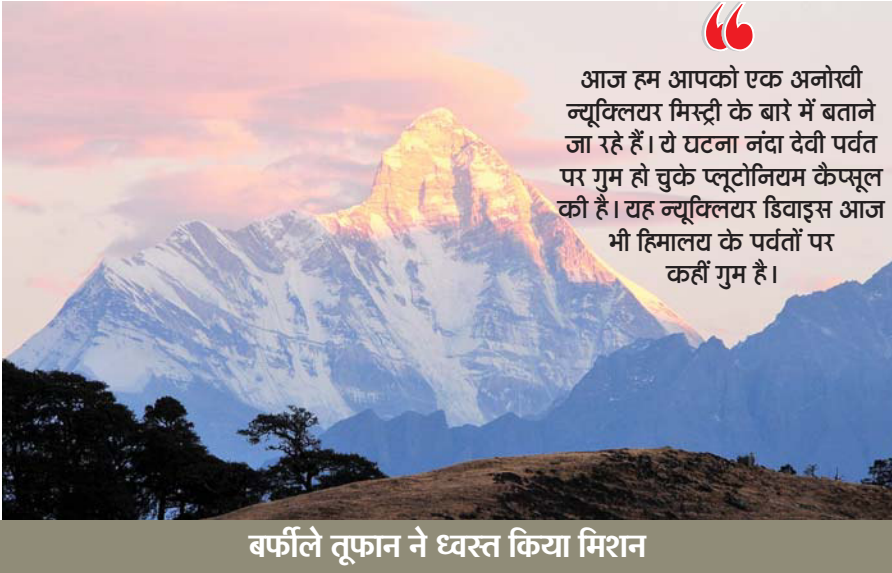 आज हम आपको एक अनोखी
न्यूक्लियर मिस्ट्री के बारे में बताने
जा रहे हैं। ये घटना नंदा देवी पर्वत
पर गुम हो चुके प्लूटोनियम कैप्सूल
की है। यह न्यूक्लियर डिवाइस आज
भी हिमालय के पर्वतों पर
कहीं गुम है।
बर्फीले तूफान ने ध्वस्त किया मिशन